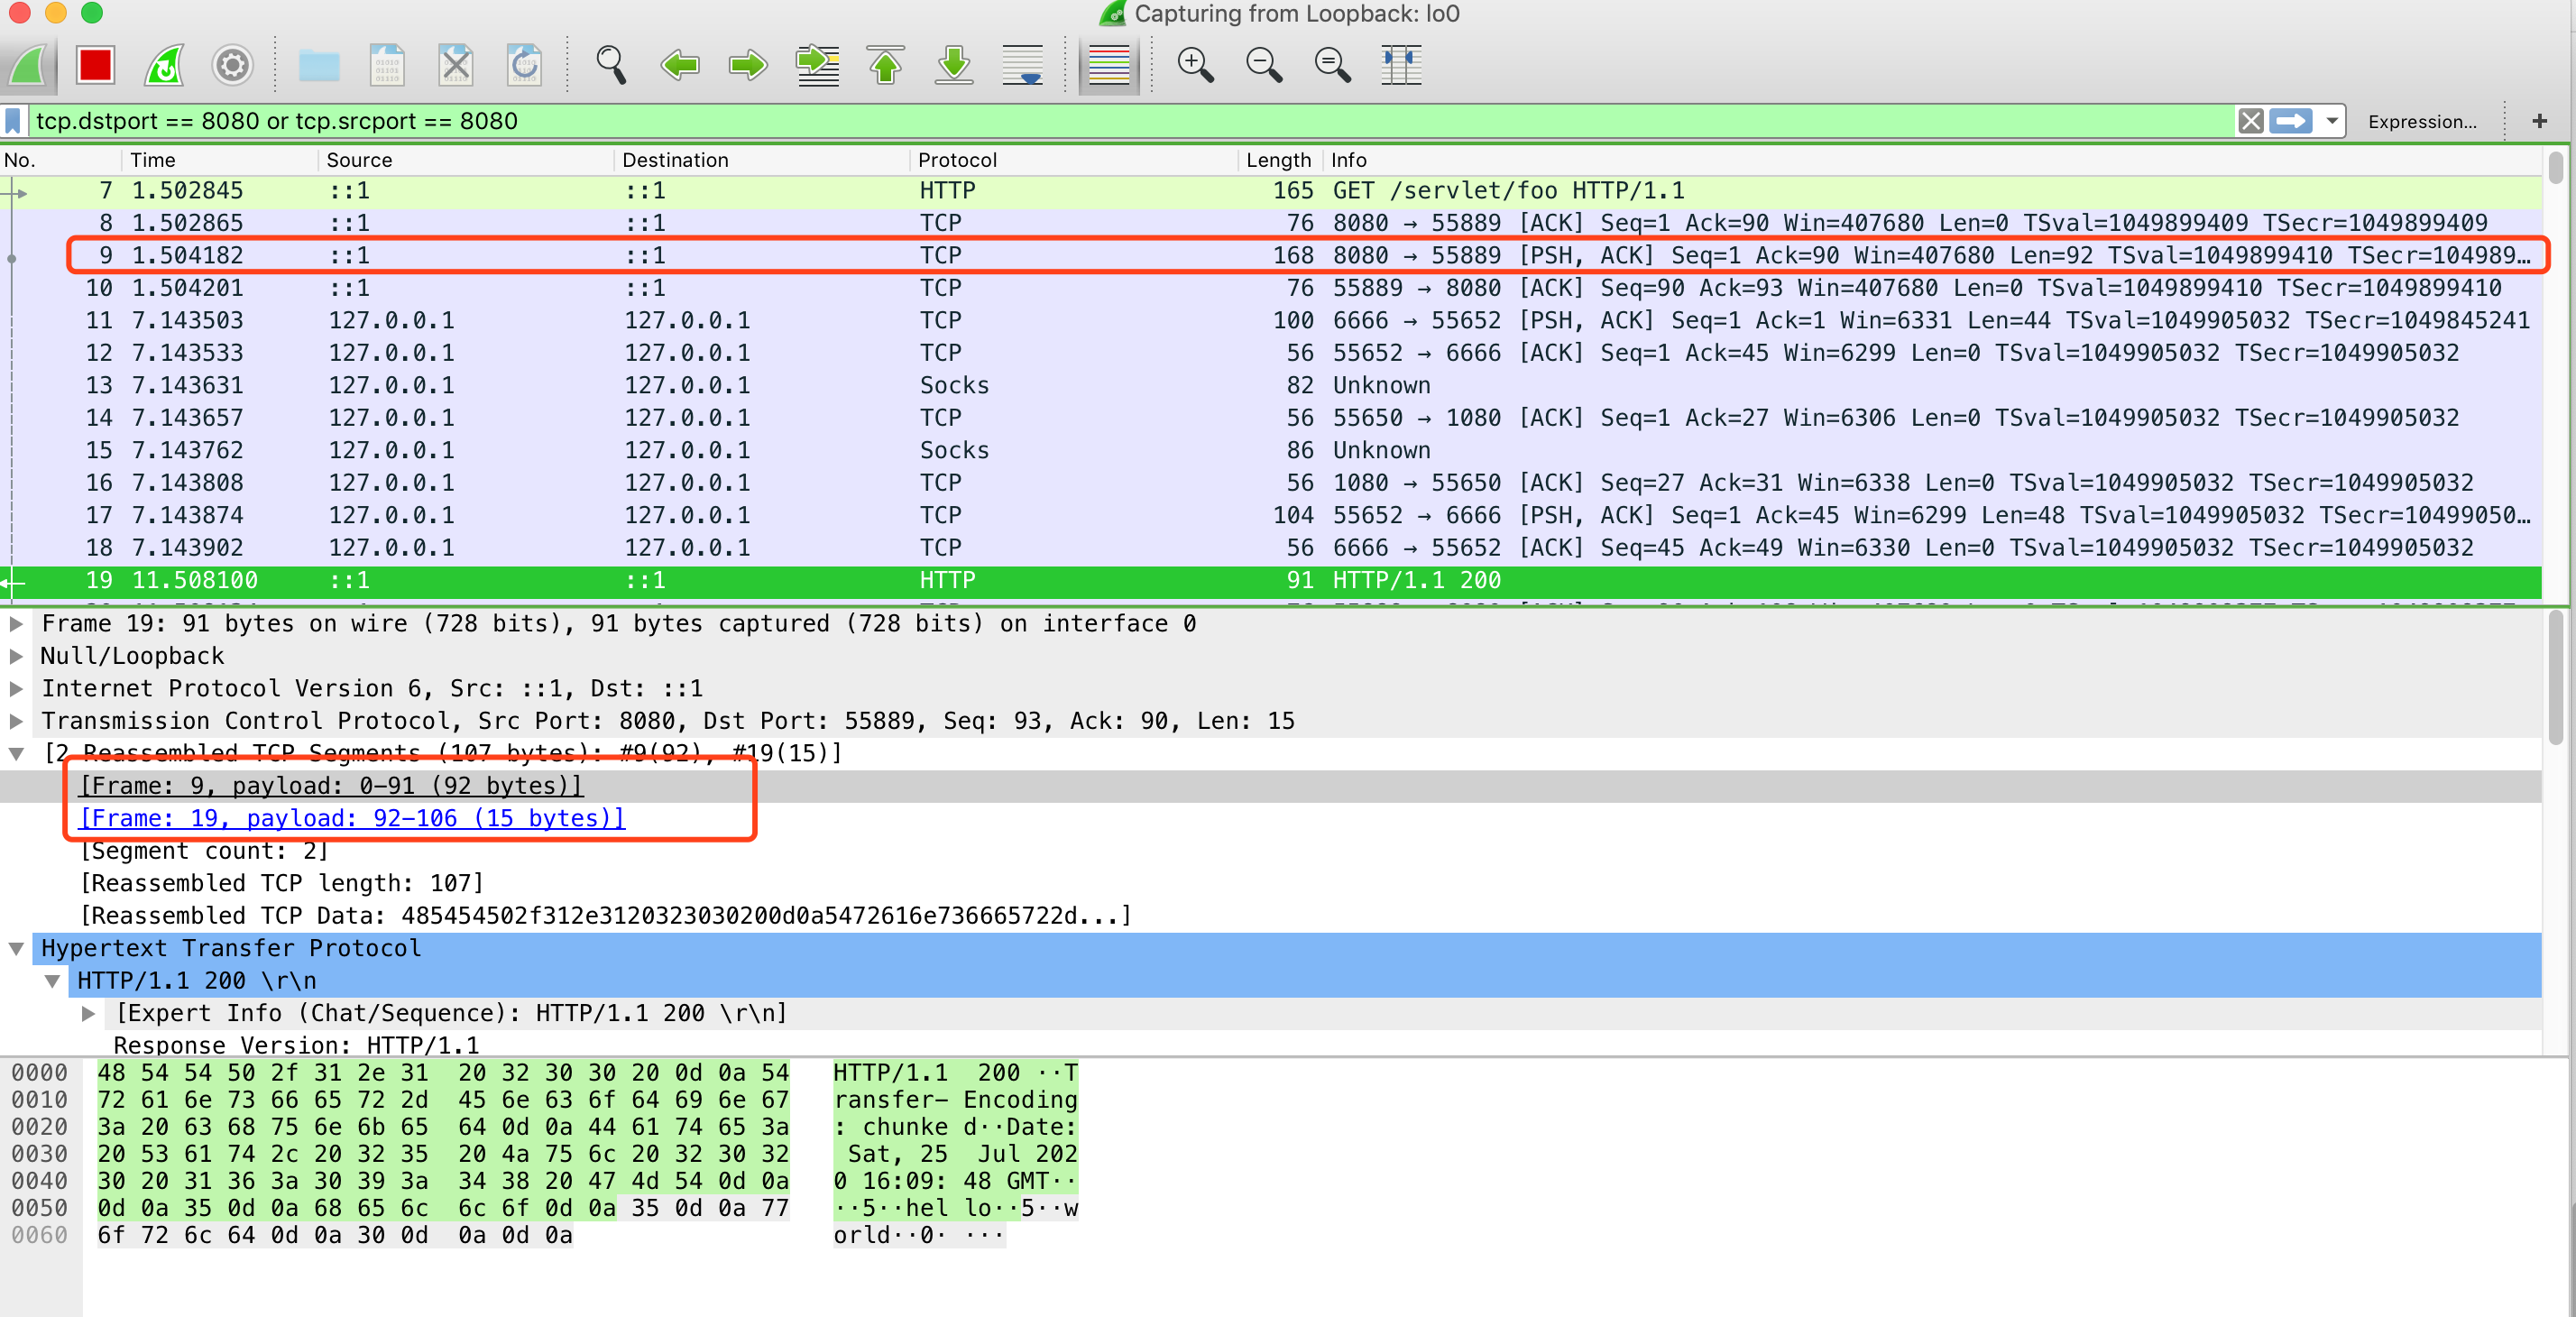 Capturing from Loopback: lo0
tcp.dstport == 8080 or tcp.srcport == 8080
Expression...
+
No. Time Source Destination Protocol Length Info
7 1.502845 ::1 ::1 HTTP 165 GET /servlet/foo HTTP/1.1
8 1.502865 ::1 ::1 TCP 76 8080 → 55889 [ACK] Seq=1 Ack=90 Win=407680 Len=0 TSval=1049899409 TSecr=1049899409
9 1.504182 ::1 ::1 TCP 168 8080 → 55889 [PSH, ACK] Seq=1 Ack=90 Win=407680 Len=92 TSval=1049899410 TSecr=104989…
10 1.504201 ::1 ::1 TCP 76 55889 → 8080 [ACK] Seq=90 Ack=93 Win=407680 Len=0 TSval=1049899410 TSecr=1049899410
11 7.143503 127.0.0.1 127.0.0.1 TCP 100 6666 → 55652 [PSH, ACK] Seq=1 Ack=1 Win=6331 Len=44 TSval=1049905032 TSecr=1049845241
12 7.143533 127.0.0.1 127.0.0.1 TCP 56 55652 → 6666 [ACK] Seq=1 Ack=45 Win=6299 Len=0 TSval=1049905032 TSecr=1049905032
13 7.143631 127.0.0.1 127.0.0.1 Socks 82 Unknown
14 7.143657 127.0.0.1 127.0.0.1 TCP 56 55650 → 1080 [ACK] Seq=1 Ack=27 Win=6306 Len=0 TSval=1049905032 TSecr=1049905032
15 7.143762 127.0.0.1 127.0.0.1 Socks 86 Unknown
16 7.143808 127.0.0.1 127.0.0.1 TCP 56 1080 → 55650 [ACK] Seq=27 Ack=31 Win=6338 Len=0 TSval=1049905032 TSecr=1049905032
17 7.143874 127.0.0.1 127.0.0.1 TCP 104 55652 → 6666 [PSH, ACK] Seq=1 Ack=45 Win=6299 Len=48 TSval=1049905032 TSecr=10499050…
18 7.143902 127.0.0.1 127.0.0.1 TCP 56 6666 → 55652 [ACK] Seq=45 Ack=49 Win=6330 Len=0 TSval=1049905032 TSecr=1049905032
19 11.508100 ::1 ::1 HTTP 91 HTTP/1.1 200
Frame 19: 91 bytes on wire (728 bits), 91 bytes captured (728 bits) on interface 0
Null/Loopback
Internet Protocol Version 6, Src: ::1, Dst: ::1
Transmission Control Protocol, Src Port: 8080, Dst Port: 55889, Seq: 93, Ack: 90, Len: 15
[2 Reassembled TCP Segments (107 bytes): #9(92), #19(15)]
[Frame: 9, payload: 0-91 (92 bytes)]
[Frame: 19, payload: 92-106 (15 bytes)]
[Segment count: 2]
[Reassembled TCP length: 107]
[Reassembled TCP Data: 485454502f312e3120323030200d0a5472616e736665722d...]
Hypertext Transfer Protocol
HTTP/1.1 200 \r\n
[Expert Info (Chat/Sequence): HTTP/1.1 200 \r\n]
Response Version: HTTP/1.1
0000 48 54 54 50 2f 31 2e 31 20 32 30 30 20 0d 0a 54 HTTP/1.1 200 ··T
0010 72 61 6e 73 66 65 72 2d 45 6e 63 6f 64 69 6e 67 ransfer- Encoding
0020 3a 20 63 68 75 6e 6b 65 64 0d 0a 44 61 74 65 3a : chunke d··Date:
0030 20 53 61 74 2c 20 32 35 20 4a 75 6c 20 32 30 32 Sat, 25 Jul 202
0040 30 20 31 36 3a 30 39 3a 34 38 20 47 4d 54 0d 0a 0 16:09: 48 GMT··
0050 0d 0a 35 0d 0a 68 65 6c 6c 6f 0d 0a 35 0d 0a 77 ··5··hel lo··5··w
0060 6f 72 6c 64 0d 0a 30 0d 0a 0d 0a orld··0· ···